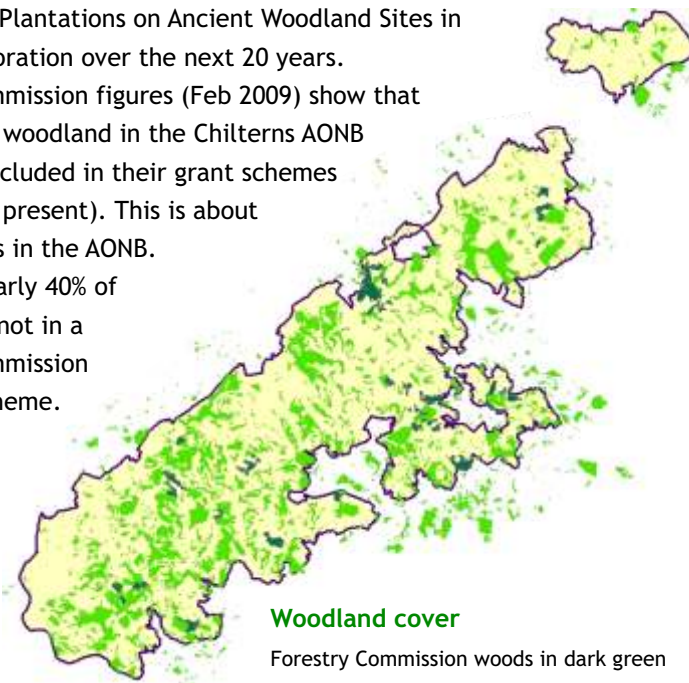 Plantations on Ancient Woodland Sites in
oration over the next 20 years.
mmission figures (Feb 2009) show that
woodland in the Chilterns AONB
cluded in their grant schemes
present). This is about
s in the AONB.
arly 40% of
not in a
mmission
heme.
Woodland cover
Forestry Commission woods in dark green